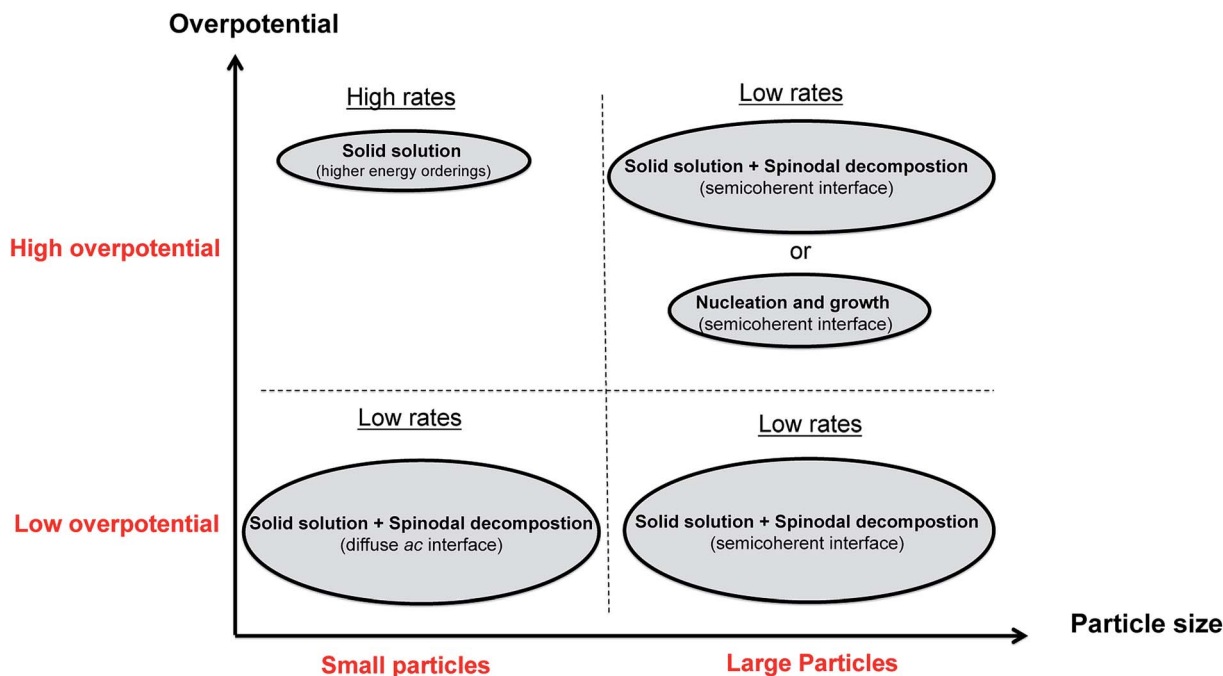 Overpotential
High rates
Solid solution
(higher energy orderings)
Low rates
Solid solution + Spinodal decompostion
(semicoherent interface)
or
Nucleation and growth
(semicoherent interface)
High overpotential
Low rates
Solid solution + Spinodal decompostion
(diffuse ac interface)
Low rates
Solid solution + Spinodal decompostion
(semicoherent interface)
Low overpotential
Particle size
Small particles
Large Particles